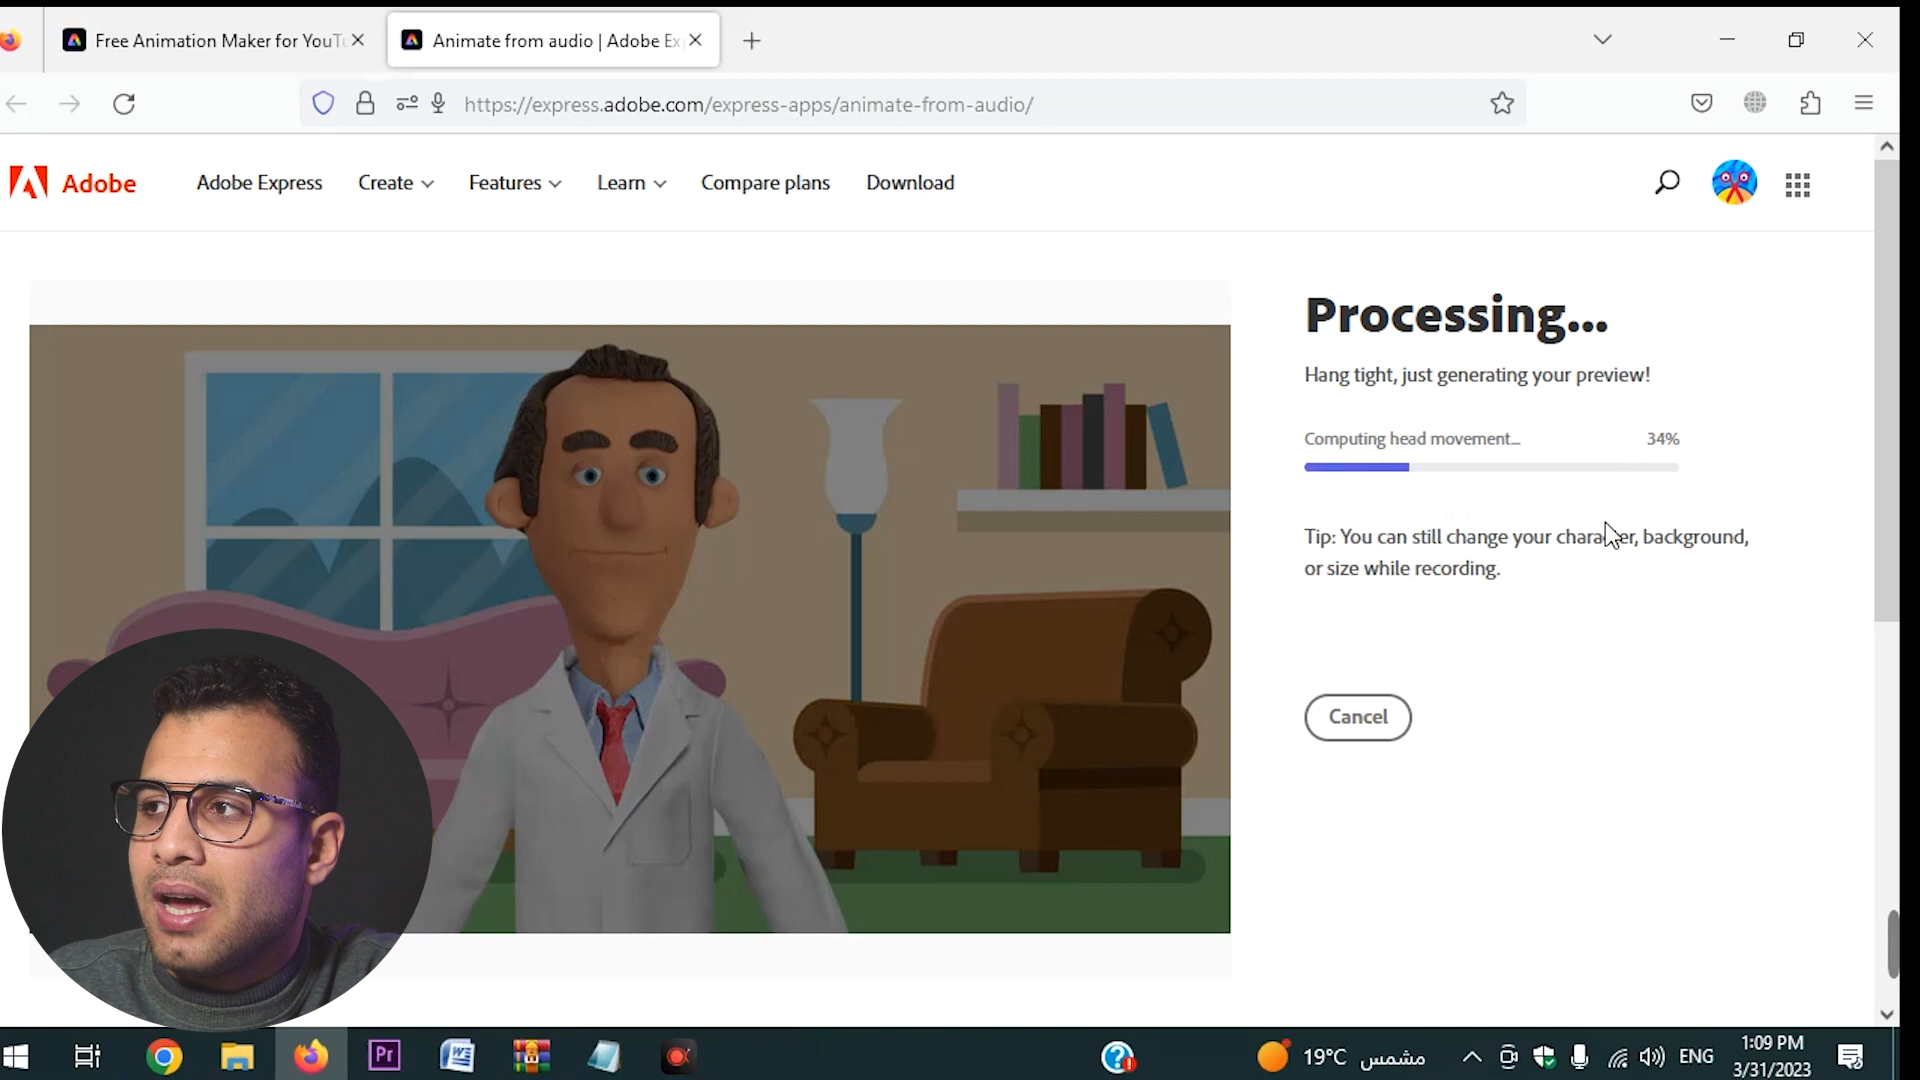 Free Animation Maker for YouT
Animate from audio | Adobe Ex
https://express.adobe.com/express-apps/animate-from-audio/
Adobe
Adobe Express
Create
Features
Learn
Compare plans
Download
Processing...
Hang tight, just generating your preview!
Computing head movement...
34%
Tip: You can still change your character, background,
or size while recording.
Cancel
Pr
W
19°C مشمس
ENG
1:09 PM
3/31/2023